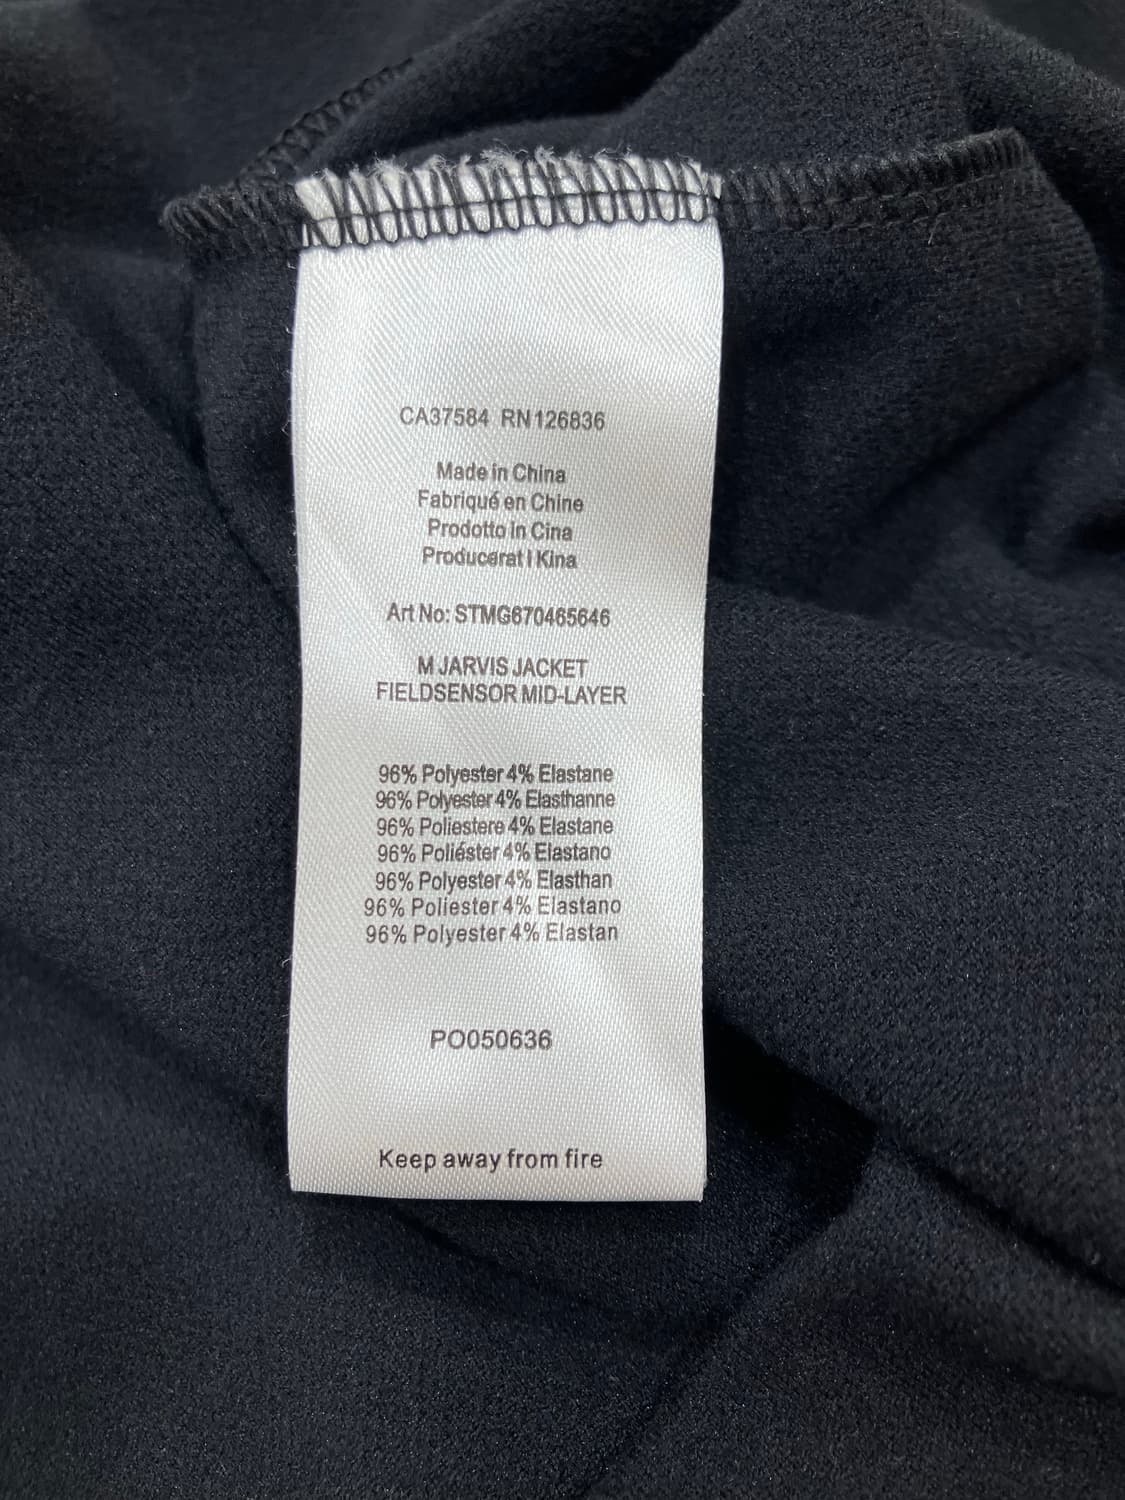 CA37584 RN126836
Made in China
Fabriqué en Chine
Prodotto in Cina
Producerat I Kina
Art No: STMG670465646
M JARVIS JACKET
FIELDSENSOR MID-LAYER
96% Polyester 4% Elastane
96% Polyester 4% Elasthanne
96% Poliestere 4% Elastane
96% Poliéster 4% Elastano
96% Polyester 4% Elasthan
96% Poliester 4% Elastano
96% Polyester 4% Elastan
PO050636
Keep away from fire